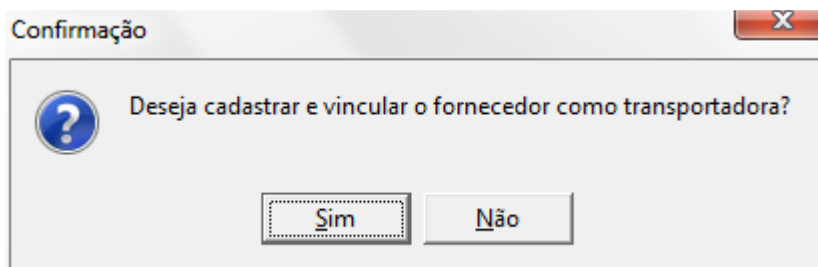 Confirmação
Deseja cadastrar e vincular o fornecedor como transportadora?
Sim
Não